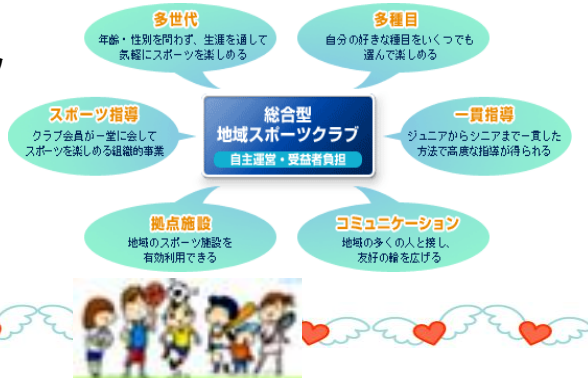 多世代
年齢・性別を問わず、生涯を通して
気軽にスポーツを楽しめる
多種目
自分の好きな種目をいくつでも
選んで楽しめる
スポーツ指導
クラブ会員が一堂に会して
スポーツを楽しめる組織的事業
総合型
地域スポーツクラブ
自主運営・受益者負担
一貫指導
ジュニアからシニアまで一貫した
方法で高度な指導が得られる
拠点施設
地域のスポーツ施設を
有効利用できる
コミュニケーション
地域の多くの人と接し、
友好の輪を広げる